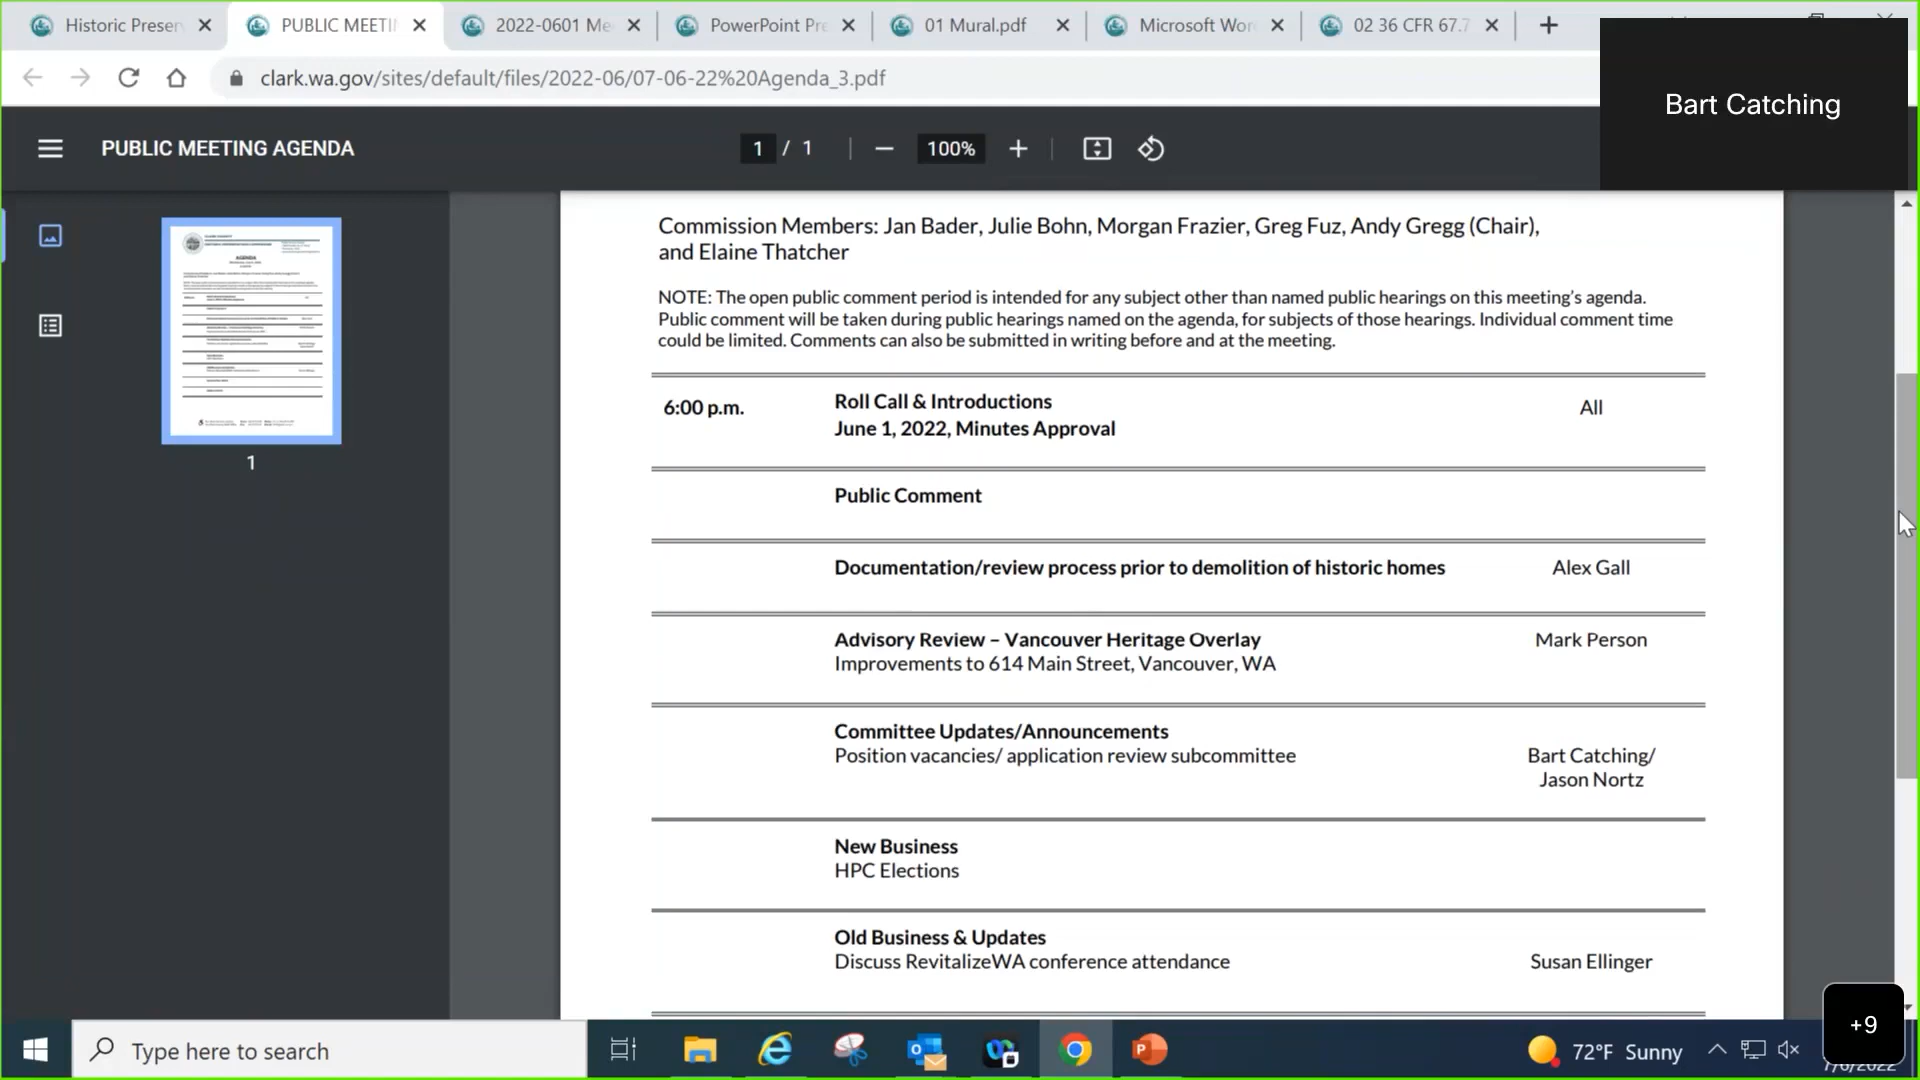 Historic Preser
PUBLIC MEETI
2022-0601 Me
PowerPoint Pre
01 Mural.pdf
Microsoft Wor
02 36 CFR 67.7
Bart Catching
clark.wa.gov/sites/default/files/2022-06/07-06-22%20Agenda_3.pdf
PUBLIC MEETING AGENDA
1 / 1
100%
1
Commission Members: Jan Bader, Julie Bohn, Morgan Frazier, Greg Fuz, Andy Gregg (Chair),
and Elaine Thatcher
NOTE: The open public comment period is intended for any subject other than named public hearings on this meeting's agenda.
Public comment will be taken during public hearings named on the agenda, for subjects of those hearings. Individual comment time
could be limited. Comments can also be submitted in writing before and at the meeting.
6:00 p.m. Roll Call & Introductions All
June 1, 2022, Minutes Approval
Public Comment
Documentation/review process prior to demolition of historic homes Alex Gall
Advisory Review – Vancouver Heritage Overlay Mark Person
Improvements to 614 Main Street, Vancouver, WA
Committee Updates/Announcements
Position vacancies/ application review subcommittee Bart Catching/
Jason Nortz
New Business
HPC Elections
Old Business & Updates
Discuss RevitalizeWA conference attendance Susan Ellinger
Type here to search
72°F Sunny
+9